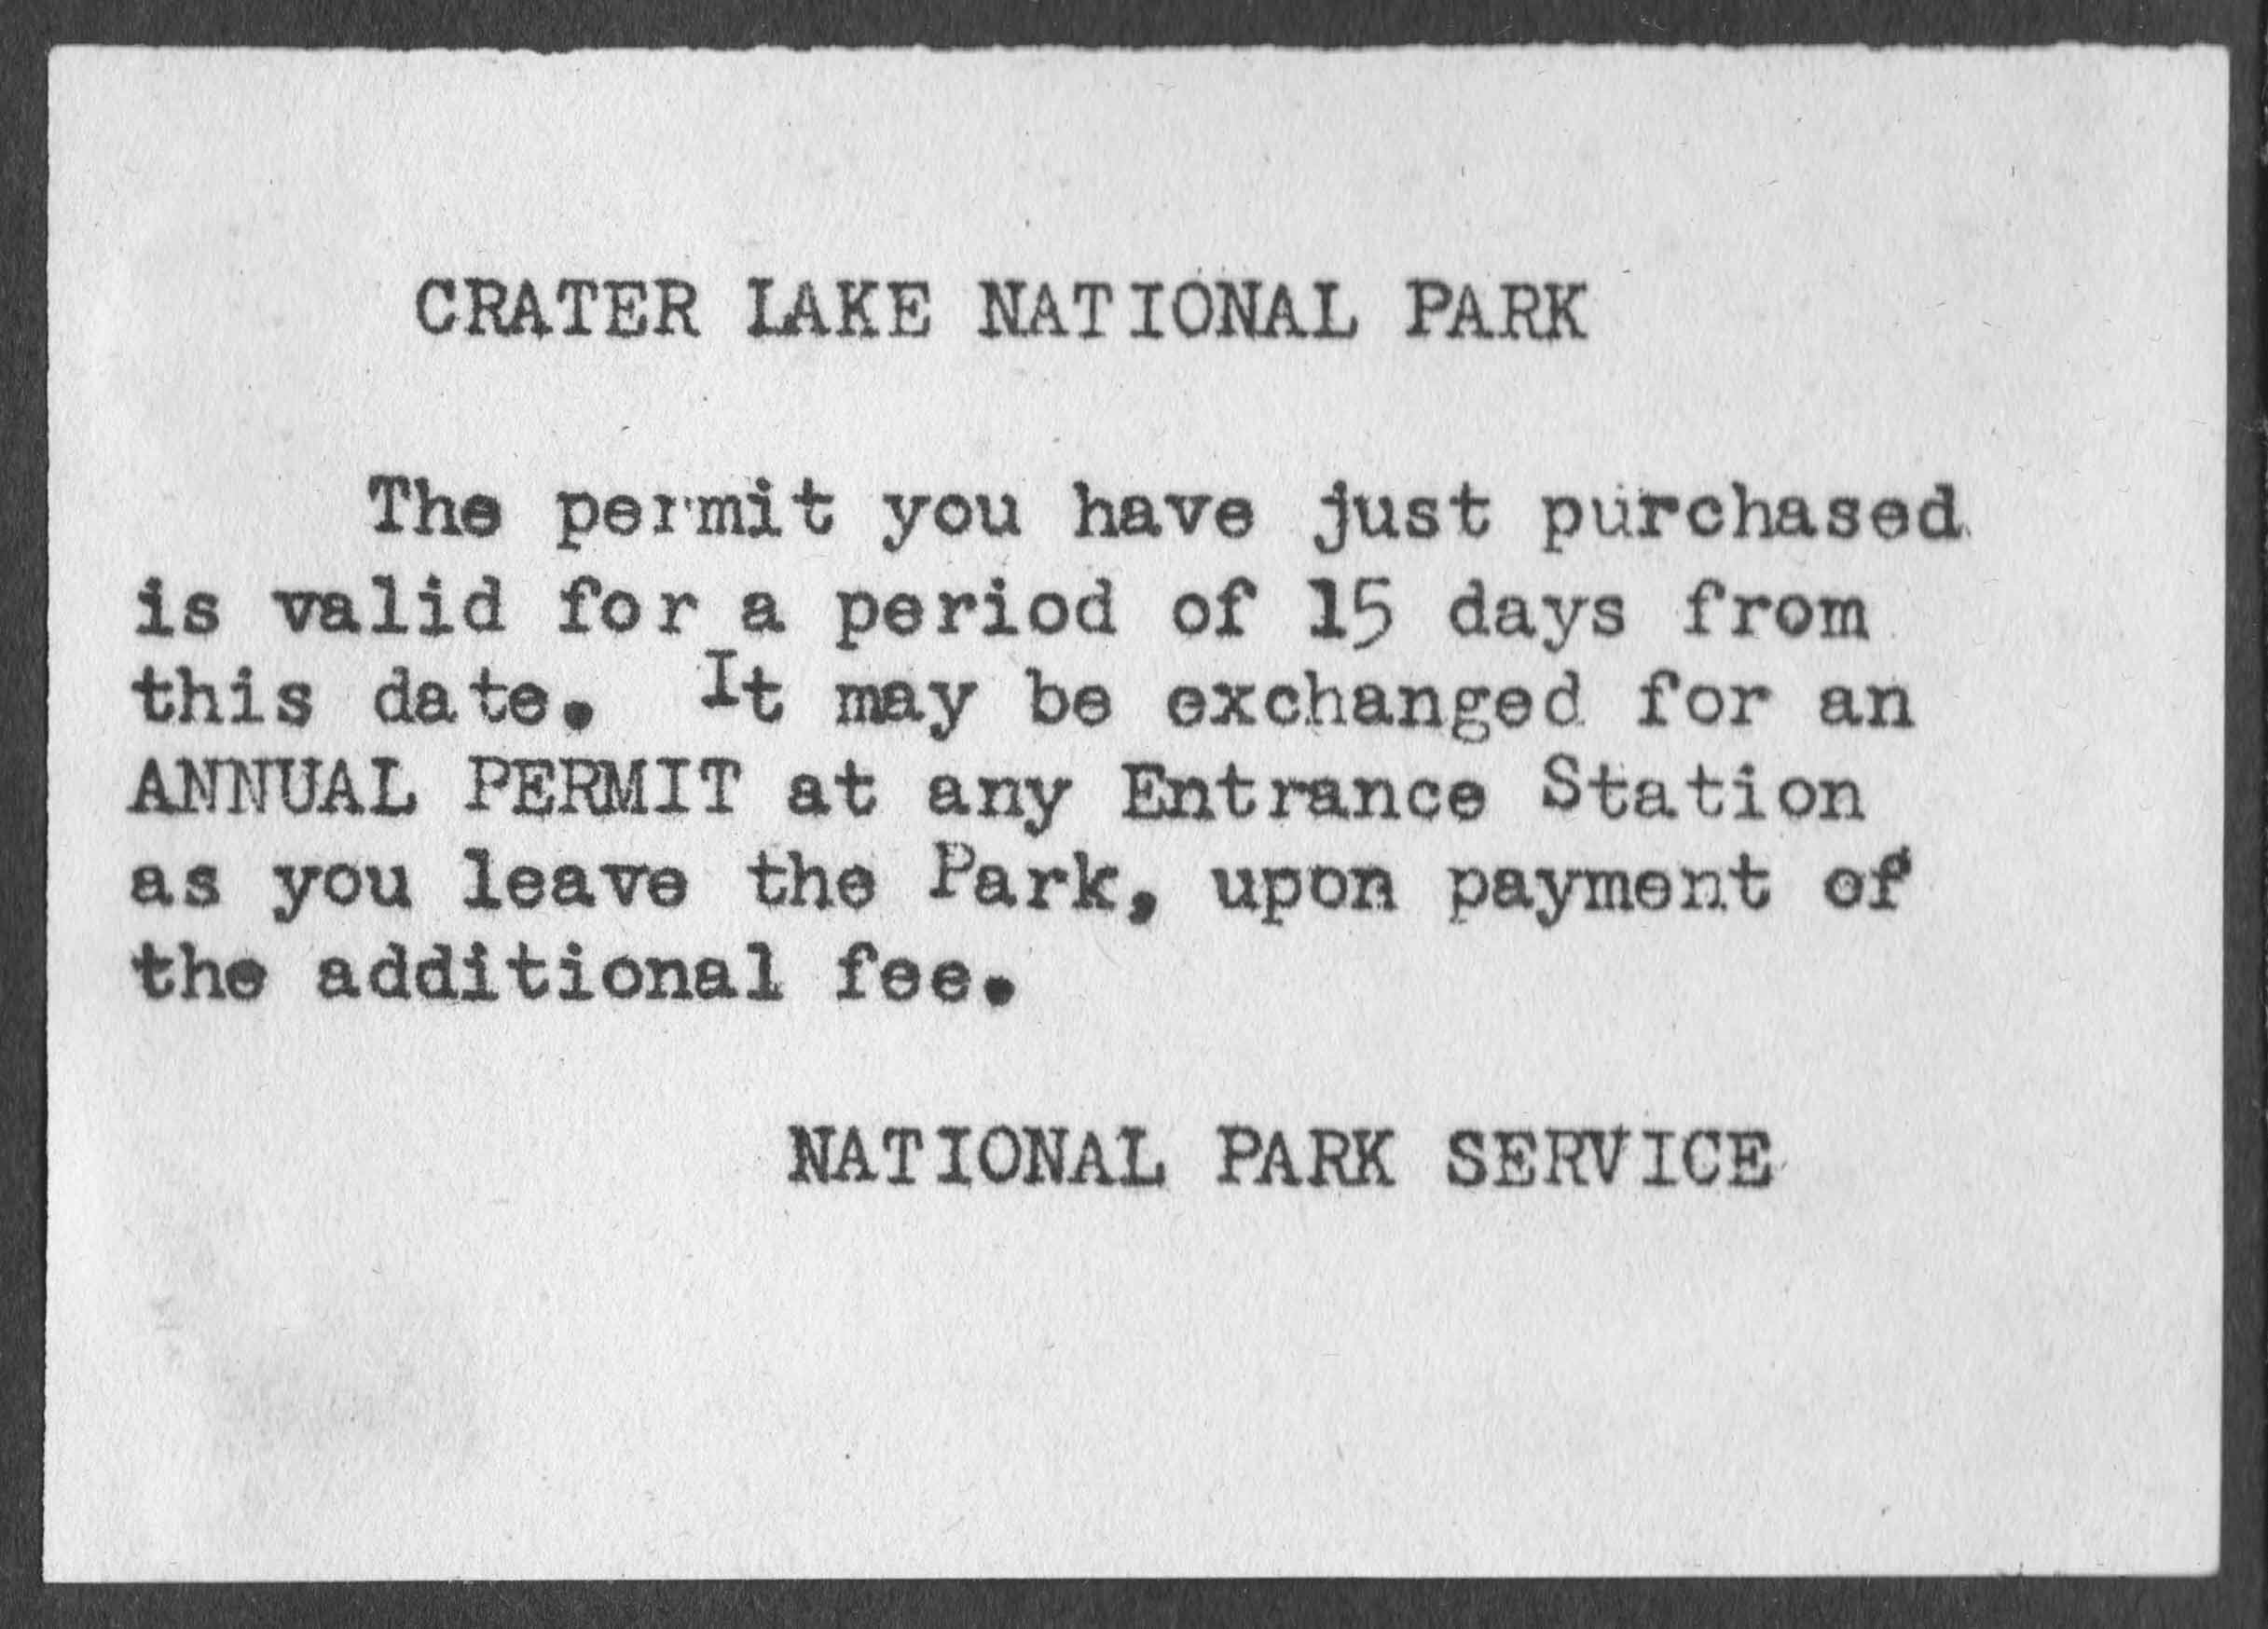 CRATER LAKE NATIONAL PARK
The permit you have just purchased
is valid for a period of 15 days from
this date. It may be exchanged for an
ANNUAL PERMIT at any Entrance Station
as you leave the Park, upon payment of
the additional fee.
NATIONAL PARK SERVICE